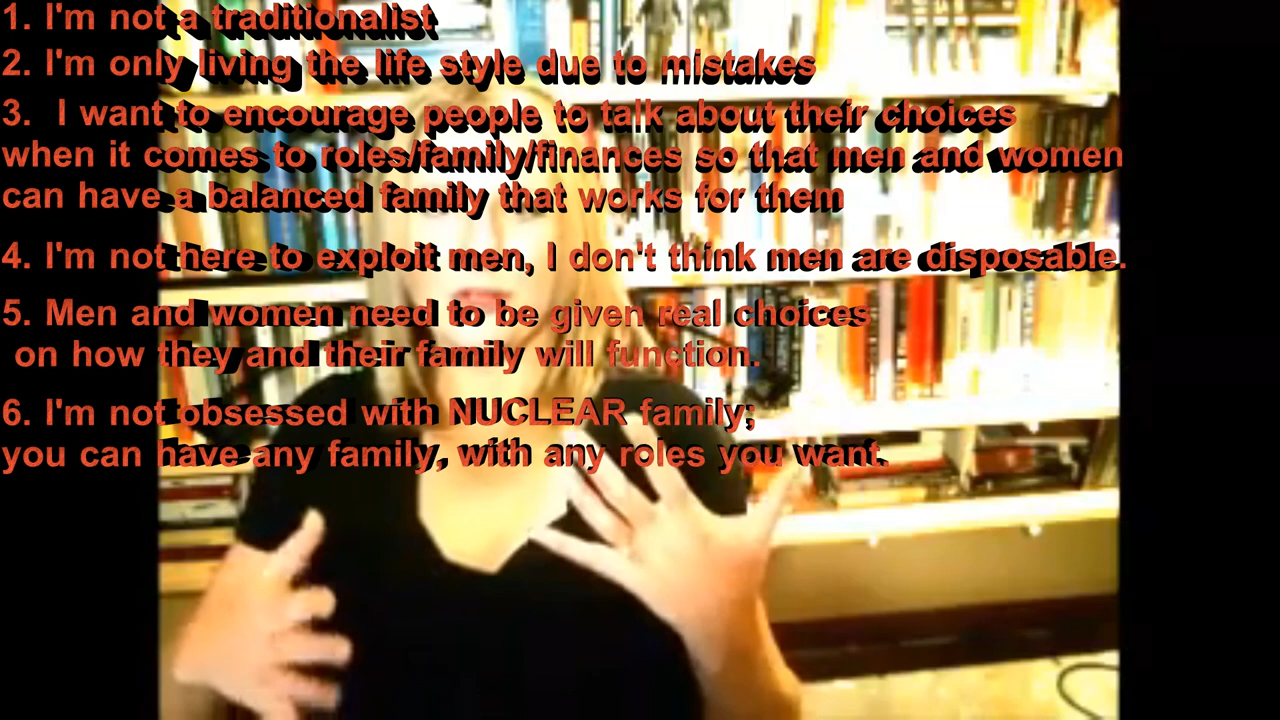 1. I'm not a traditionalist
2. I'm only living the life style due to mistakes
3. I want to encourage people to talk about their choices
when it comes to roles/family/finances so that men and women
can have a balanced family that works for them
4. I'm not here to exploit men, I don't think men are disposable.
5. Men and women need to be given real choices
on how they and their family will function.
6. I'm not obsessed with NUCLEAR family;
you can have any family, with any roles you want.